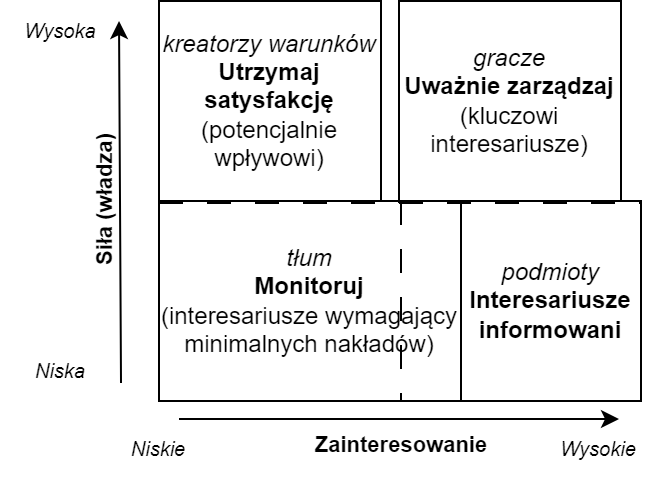 Wysoka
kreatorzy warunków
Utrzymaj
satysfakcję
(potencjalnie
wpływowi)
gracze
Uważnie zarządzaj
(kluczowi
interesariusze)
Siła (władza)
tłum
Monitoruj
(interesariusze wymagający
minimalnych nakładów)
podmioty
Interesariusze
informowani
Niska
Niskie
Zainteresowanie
Wysokie